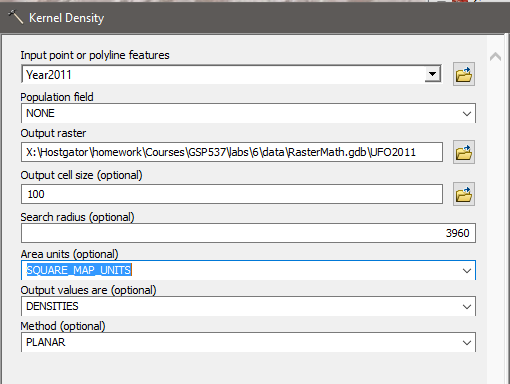 Kernel Density
Input point or polyline features
Year2011
Population field
NONE
Output raster
X:\Hostgator\homework\Courses\GSP537\labs\6\data\RasterMath.gdb\UFO2011
Output cell size (optional)
100
Search radius (optional)
3960
Area units (optional)
SQUARE_MAP_UNITS
Output values are (optional)
DENSITIES
Method (optional)
PLANAR